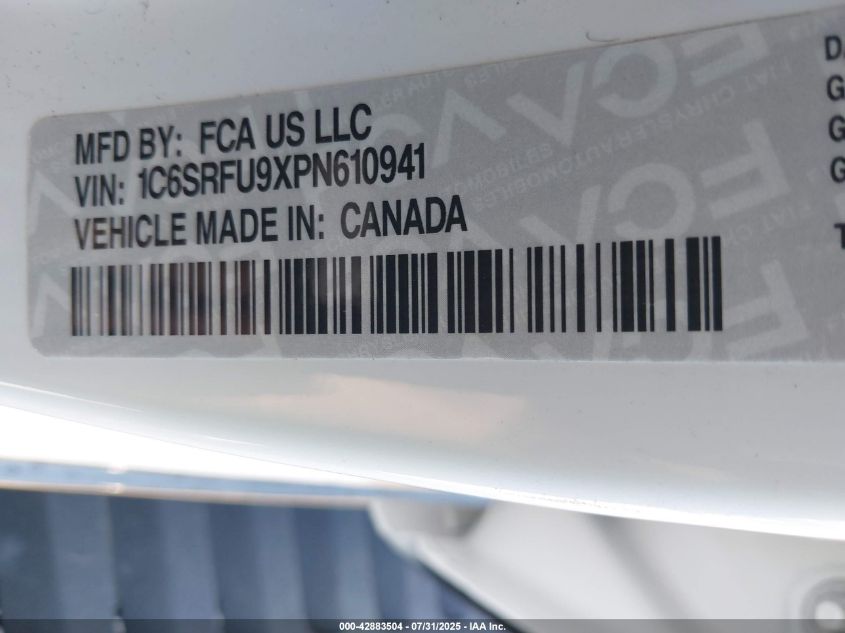 MFD BY: FCA US LLC
VIN: 1C6SRFU9XPN610941
VEHICLE MADE IN: CANADA
000-42883504 - 07/31/2025 - IAA Inc.